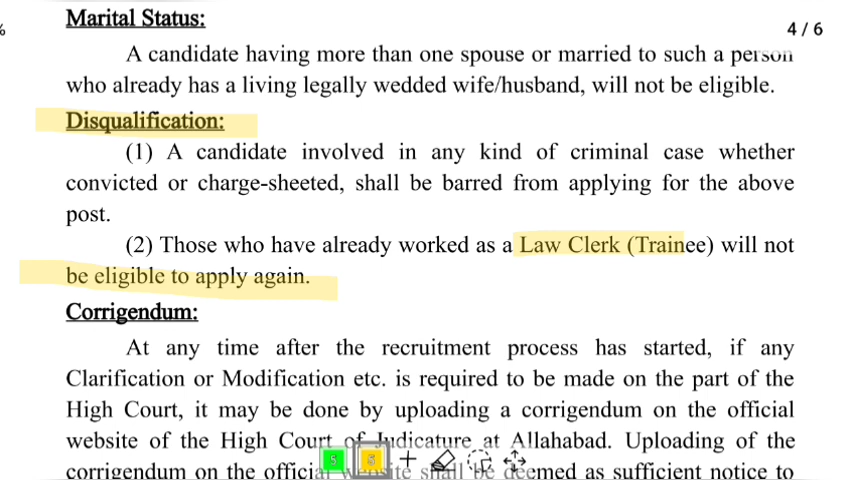 Marital Status:
4 / 6
A candidate having more than one spouse or married to such a person
who already has a living legally wedded wife/husband, will not be eligible.
Disqualification:
(1) A candidate involved in any kind of criminal case whether
convicted or charge-sheeted, shall be barred from applying for the above
post.
(2) Those who have already worked as a Law Clerk (Trainee) will not
be eligible to apply again.
Corrigendum:
At any time after the recruitment process has started, if any
Clarification or Modification etc. is required to be made on the part of the
High Court, it may be done by uploading a corrigendum on the official
website of the High Court of Judicature at Allahabad. Uploading of the
corrigendum on the official website shall be deemed as sufficient notice to